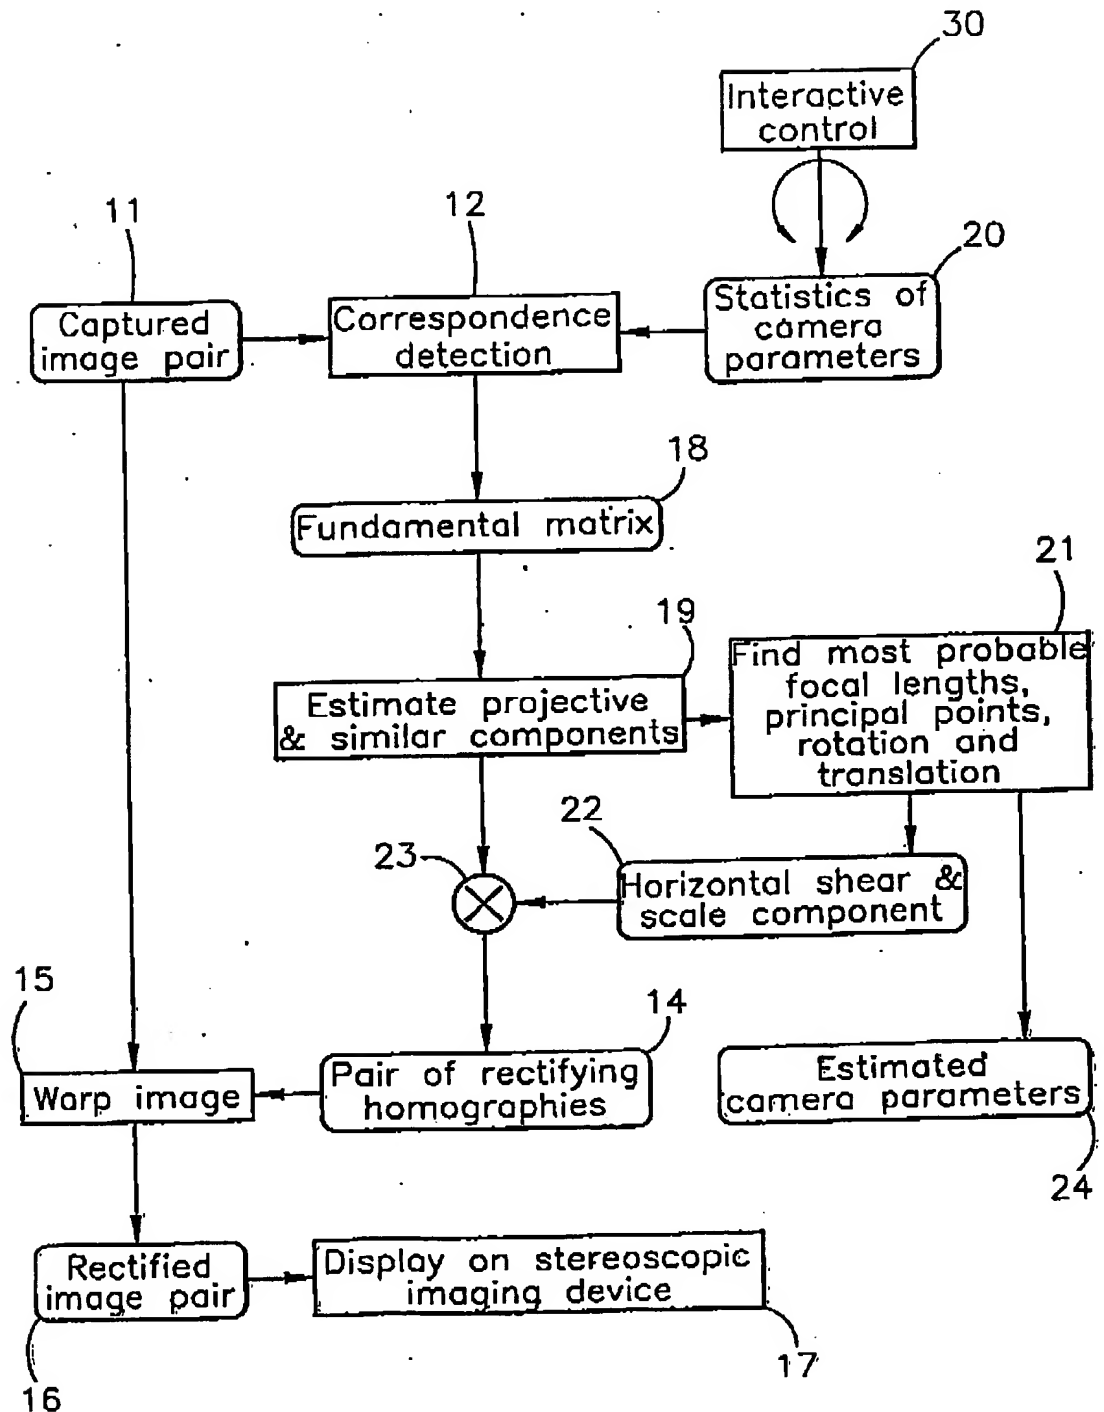 30
Interactive
control
11
12
20
Captured
image pair
Correspondence
detection
Statistics of
camera
parameters
18
Fundamental matrix
21
19
Estimate projective
& similar components
Find most probable
focal lengths,
principal points,
rotation and
translation
22
23
Horizontal shear &
scale component
15
14
Warp image
Pair of rectifying
homographies
Estimated
camera parameters
24
Rectified
image pair
Display on stereoscopic
imaging device
17
16